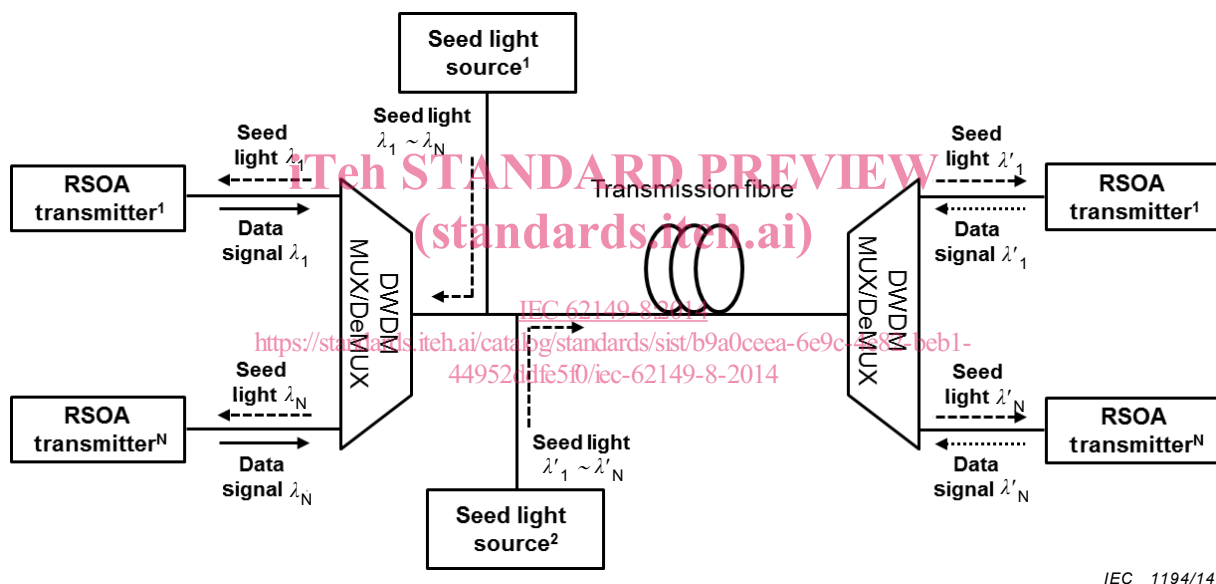 Seed light
source¹
Seed light
λ₁ ~ λN
Seed
light λ₁
RSOA
transmitter¹
Data
signal λ₁
iTeh STANDARD PREVIEW
(standards.iteh.ai)
Transmission fibre
Seed
light λ'₁
RSOA
transmitter¹
Data
signal λ'₁
DWDM
MUX/DeMUX
DWDM
MUX/DeMUX
IEC 62149-8:2014
https://standards.iteh.ai/catalog/standards/sist/b9a0ceea-6e9c-4e82-beb1-
44952ddfe5f0/iec-62149-8-2014
Seed
light λN
RSOA
transmitterᴺ
Data
signal λN
Seed light
λ'₁ ~ λ'N
Seed light
source²
Seed
light λ'N
RSOA
transmitterᴺ
Data
signal λ'N
IEC 1194/14